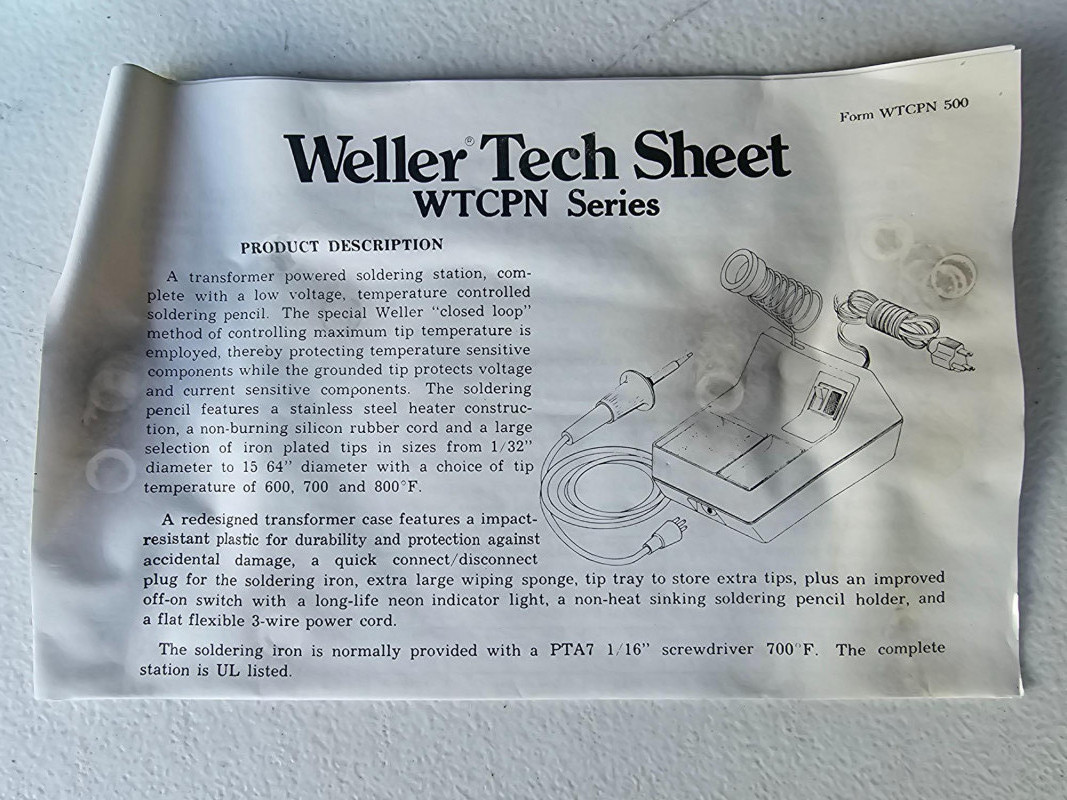 Form WTCPN 500
Weller® Tech Sheet
WTCPN Series
PRODUCT DESCRIPTION
A transformer powered soldering station, com-
plete with a low voltage, temperature controlled
soldering pencil. The special Weller "closed loop"
method of controlling maximum tip temperature is
employed, thereby protecting temperature sensitive
components while the grounded tip protects voltage
and current sensitive components. The soldering
pencil features a stainless steel heater construc-
tion, a non-burning silicon rubber cord and a large
selection of iron plated tips in sizes from 1/32"
diameter to 15 64" diameter with a choice of tip
temperature of 600, 700 and 800°F.
A redesigned transformer case features a impact-
resistant plastic for durability and protection against
accidental damage, a quick connect/disconnect
plug for the soldering iron, extra large wiping sponge, tip tray to store extra tips, plus an improved
off-on switch with a long-life neon indicator light, a non-heat sinking soldering pencil holder, and
a flat flexible 3-wire power cord.
The soldering iron is normally provided with a PTA7 1/16" screwdriver 700°F. The complete
station is UL listed.